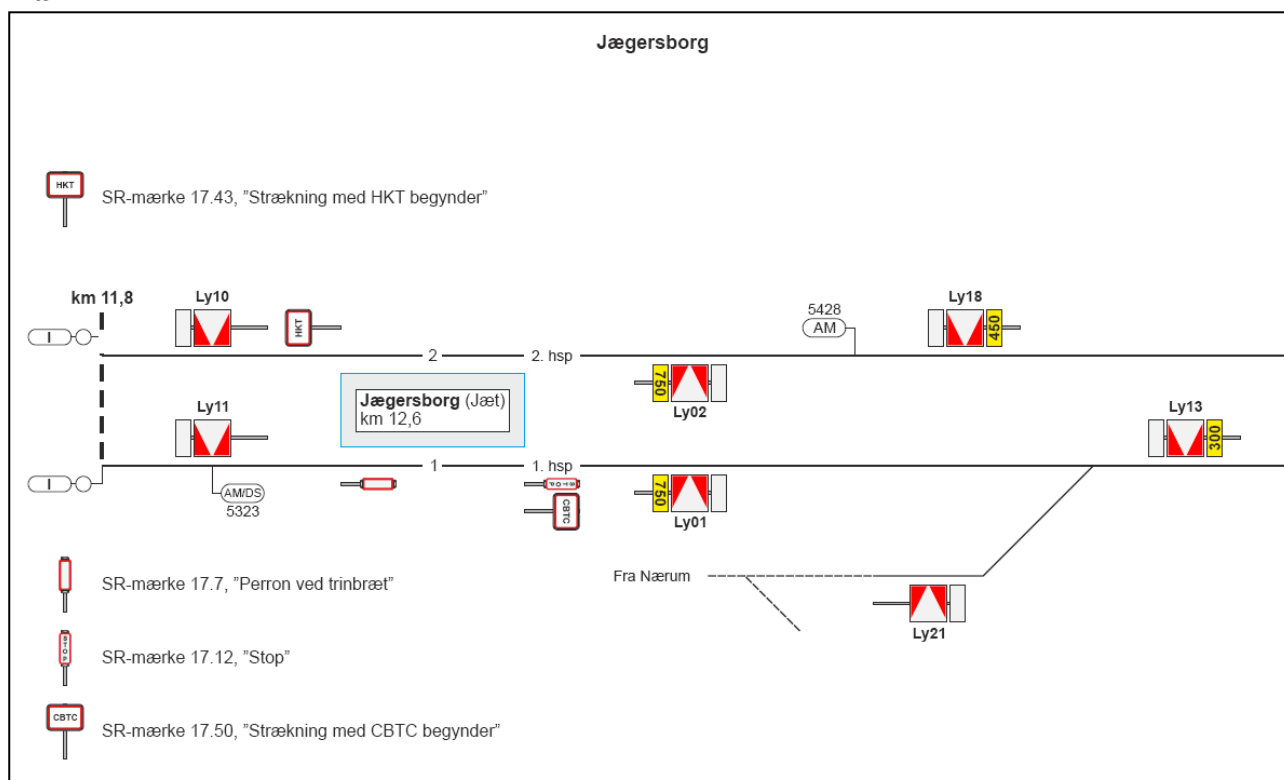 Jægersborg
HKT
SR-mærke 17.43, ”Strækning med HKT begynder”
km 11,8
Ly10
HKT
5428
AM
Ly18
450
I
2
2. hsp
750
Ly02
Jægersborg (Jæt)
km 12,6
Ly11
Ly13
300
1
1. hsp
I
AM/DS
5323
STOP
CBTC
750
Ly01
Fra Nærum
SR-mærke 17.7, ”Perron ved trinbræt”
Ly21
STOP
SR-mærke 17.12, ”Stop”
CBTC
SR-mærke 17.50, ”Strækning med CBTC begynder”